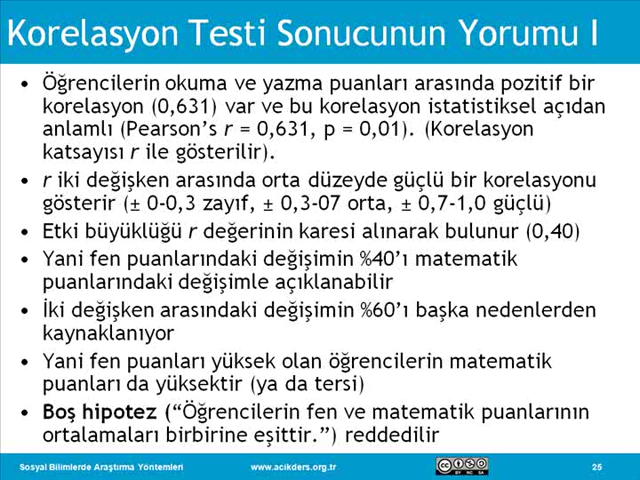 Korelasyon Testi Sonucunun Yorumu I
• Öğrencilerin okuma ve yazma puanları arasında pozitif bir
korelasyon (0,631) var ve bu korelasyon istatistiksel açıdan
anlamlı (Pearson’s r = 0,631, p = 0,01). (Korelasyon
katsayısı r ile gösterilir).
• r iki değişken arasında orta düzeyde güçlü bir korelasyonu
gösterir (± 0-0,3 zayıf, ± 0,3-07 orta, ± 0,7-1,0 güçlü)
• Etki büyüklüğü r değerinin karesi alınarak bulunur (0,40)
• Yani fen puanlarındaki değişimin %40’ı matematik
puanlarındaki değişimle açıklanabilir
• İki değişken arasındaki değişimin %60’ı başka nedenlerden
kaynaklanıyor
• Yani fen puanları yüksek olan öğrencilerin matematik
puanları da yüksektir (ya da tersi)
• Boş hipotez (“Öğrencilerin fen ve matematik puanlarının
ortalamaları birbirine eşittir.”) reddedilir
Sosyal Bilimlerde Araştırma Yöntemleri www.acikders.org.tr cc BY NC SA 25